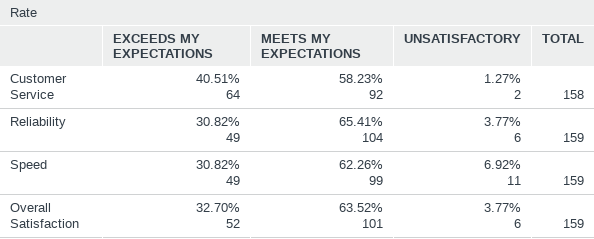 Rate
EXCEEDS MY EXPECTATIONS MEETS MY EXPECTATIONS UNSATISFACTORY TOTAL
Customer 40.51% 58.23% 1.27%
Service 64 92 2 158
Reliability 30.82% 65.41% 3.77%
49 104 6 159
Speed 30.82% 62.26% 6.92%
49 99 11 159
Overall 32.70% 63.52% 3.77%
Satisfaction 52 101 6 159